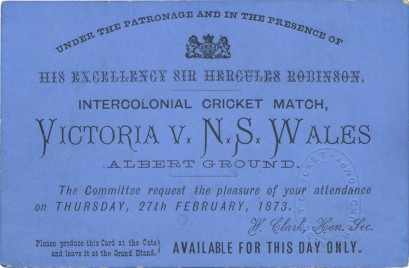 UNDER THE PATRONAGE AND IN THE PRESENCE OF
HIS EXCELLENCY SIR HERCULES ROBINSON.
INTERCOLONIAL CRICKET MATCH,
VICTORIA V. N.S. WALES
ALBERT GROUND.
The Committee request the pleasure of your attendance
on THURSDAY, 27th FEBRUARY, 1873.
W. Clark, Hon. Sec.
Please produce this Card at the Gate
and leave it at the Grand Stand.
AVAILABLE FOR THIS DAY ONLY.